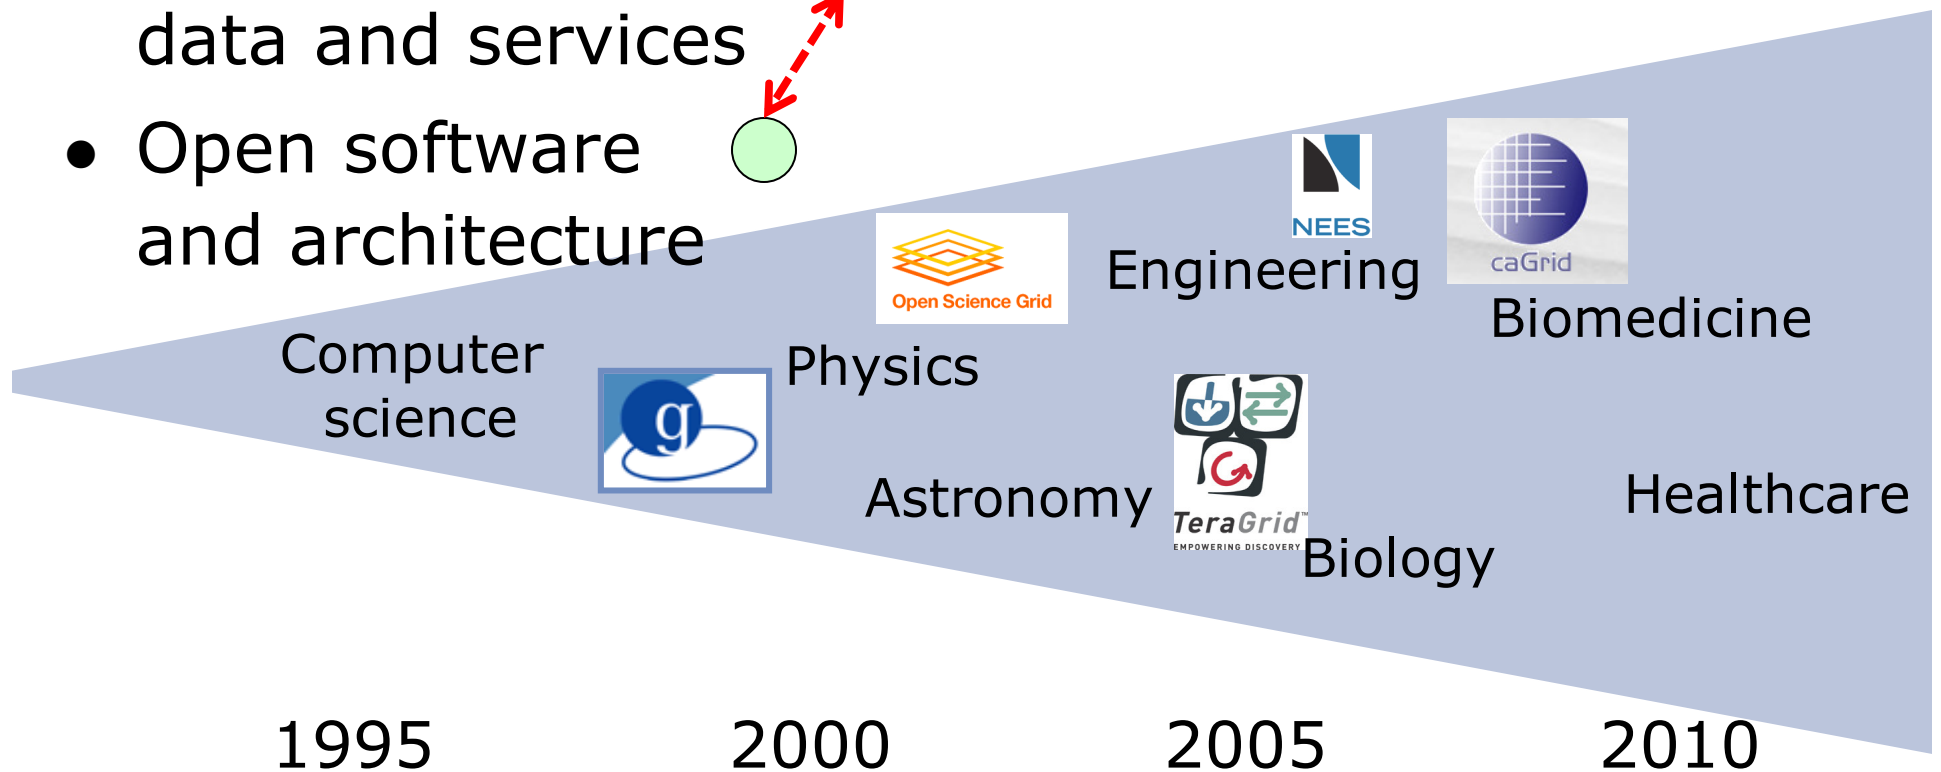 data and services
• Open software
and architecture
NEES
caGrid
Engineering
Open Science Grid
Biomedicine
Computer
science
Physics
g
Astronomy
TeraGrid™
EMPOWERING DISCOVERY
Healthcare
Biology
1995 2000 2005 2010